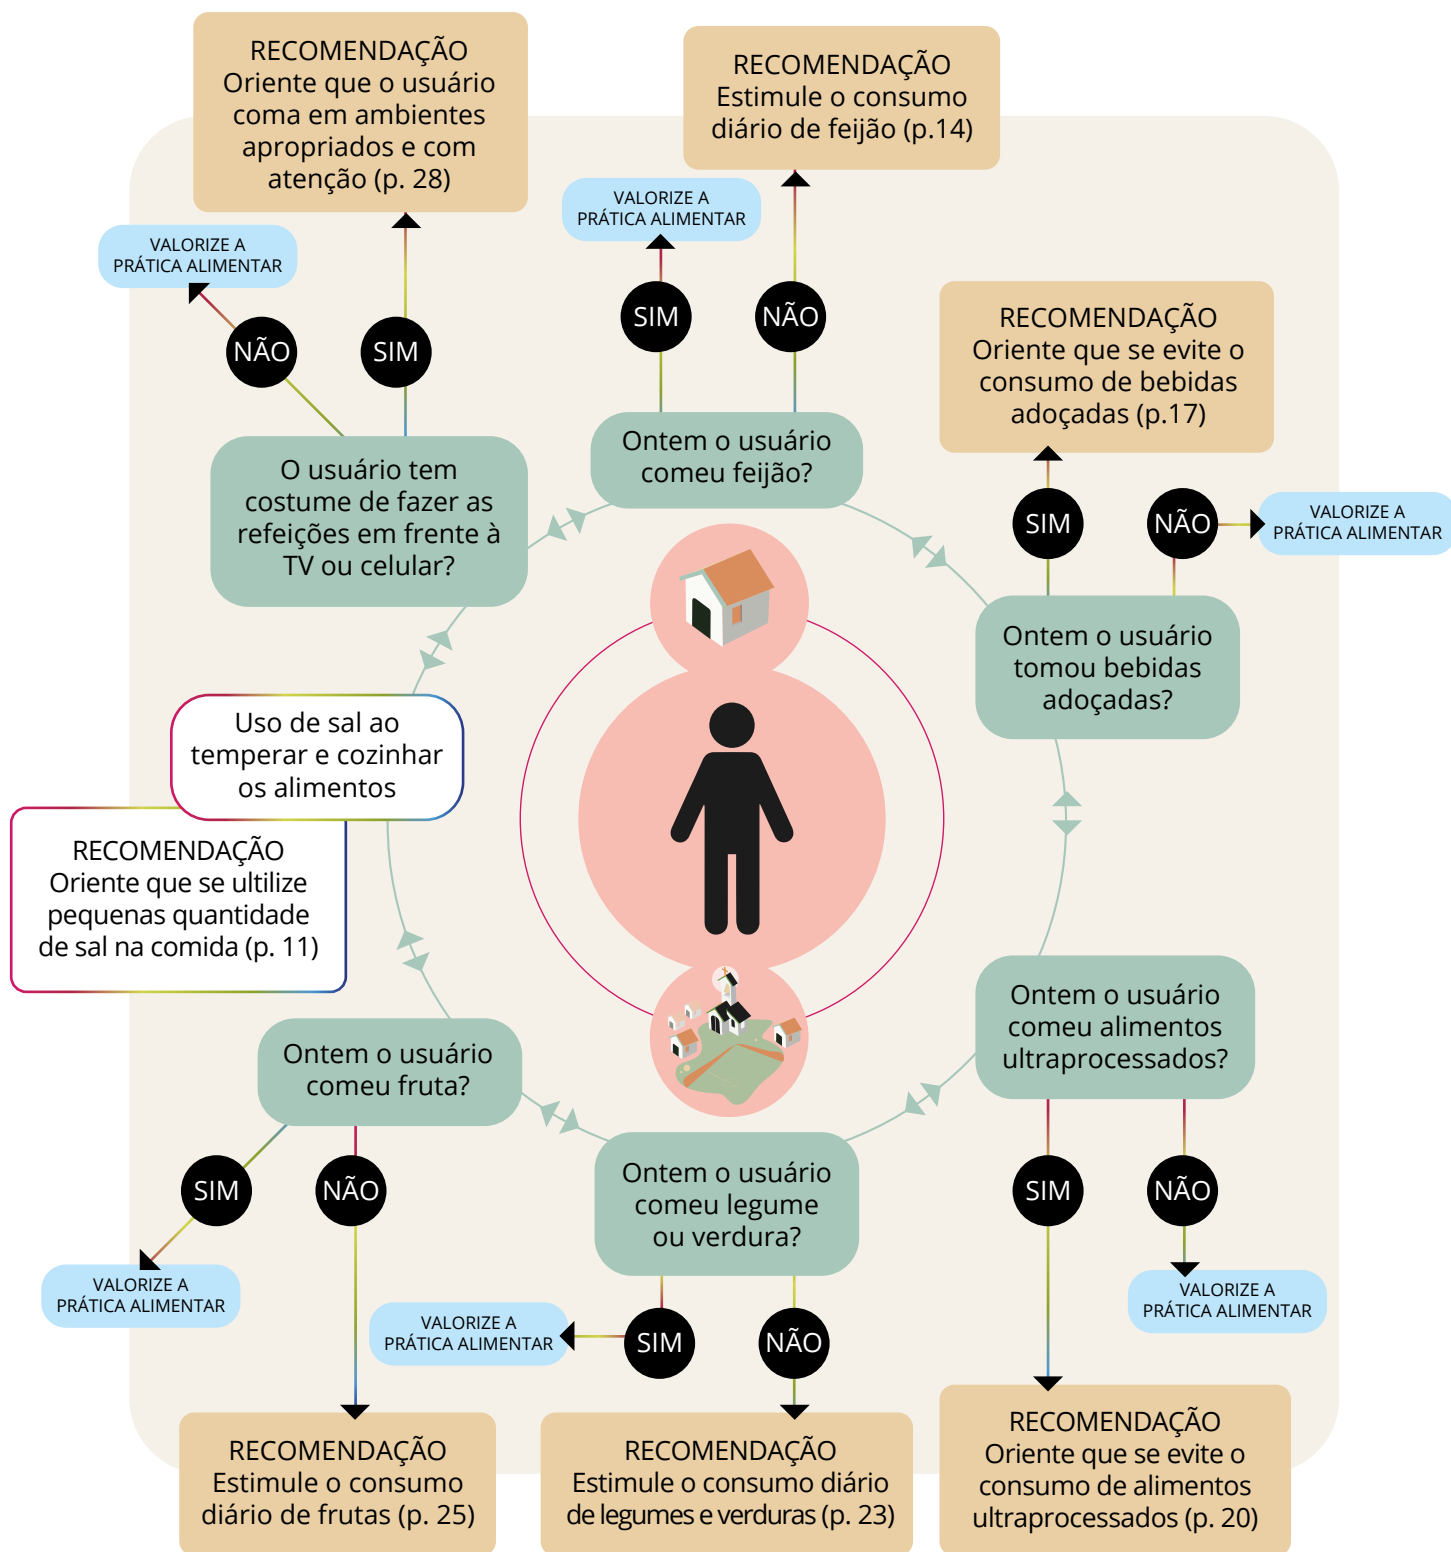 RECOMENDAÇÃO
Oriente que o usuário
coma em ambientes
apropriados e com
atenção (p. 28)
VALORIZE A
PRÁTICA ALIMENTAR
NÃO
SIM
O usuário tem
costume de fazer as
refeições em frente à
TV ou celular?
RECOMENDAÇÃO
Estimule o consumo
diário de feijão (p.14)
VALORIZE A
PRÁTICA ALIMENTAR
SIM
NÃO
Ontem o usuário
comeu feijão?
RECOMENDAÇÃO
Oriente que se evite o
consumo de bebidas
adoçadas (p.17)
SIM
NÃO
VALORIZE A
PRÁTICA ALIMENTAR
Ontem o usuário
tomou bebidas
adoçadas?
Uso de sal ao
temperar e cozinhar
os alimentos
RECOMENDAÇÃO
Oriente que se ultilize
pequenas quantidade
de sal na comida (p. 11)
Ontem o usuário
comeu alimentos
ultraprocessados?
SIM
NÃO
VALORIZE A
PRÁTICA ALIMENTAR
RECOMENDAÇÃO
Oriente que se evite o
consumo de alimentos
ultraprocessados (p. 20)
Ontem o usuário
comeu fruta?
SIM
NÃO
VALORIZE A
PRÁTICA ALIMENTAR
RECOMENDAÇÃO
Estimule o consumo
diário de frutas (p. 25)
Ontem o usuário
comeu legume
ou verdura?
VALORIZE A
PRÁTICA ALIMENTAR
SIM
NÃO
RECOMENDAÇÃO
Estimule o consumo diário
de legumes e verduras (p. 23)